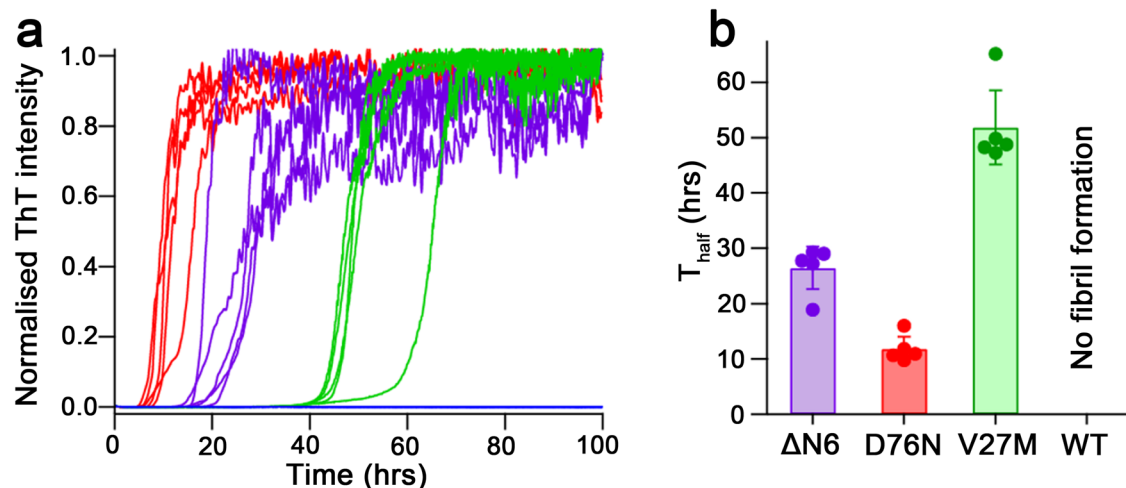 a
Normalised ThT intensity
1.0
0.8
0.6
0.4
0.2
0.0
0
20
40
60
80
100
Time (hrs)
b
T_half (hrs)
60
50
40
30
20
10
0
No fibril formation
ΔN6
D76N
V27M
WT